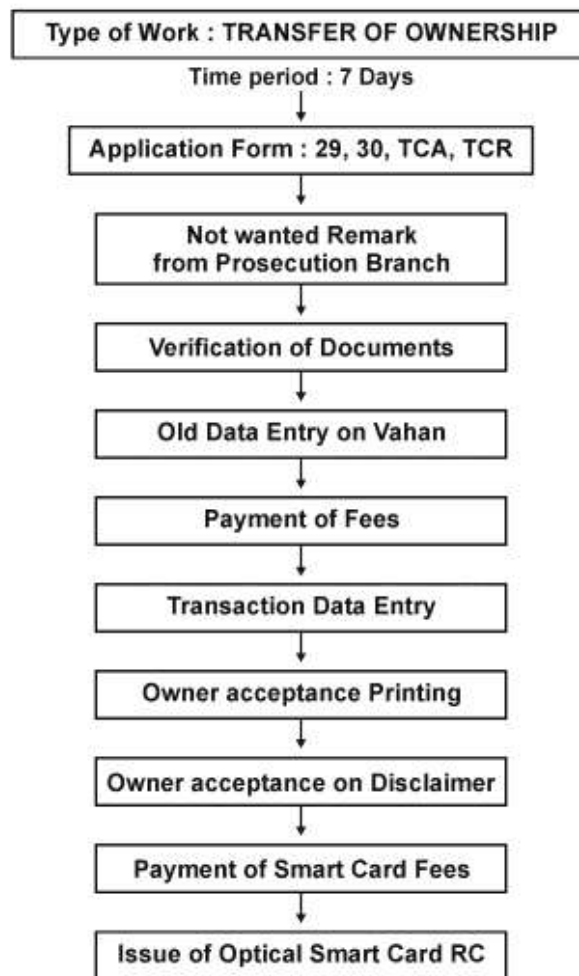 Type of Work : TRANSFER OF OWNERSHIP
Time period : 7 Days
Application Form : 29, 30, TCA, TCR
Not wanted Remark
from Prosecution Branch
Verification of Documents
Old Data Entry on Vahan
Payment of Fees
Transaction Data Entry
Owner acceptance Printing
Owner acceptance on Disclaimer
Payment of Smart Card Fees
Issue of Optical Smart Card RC